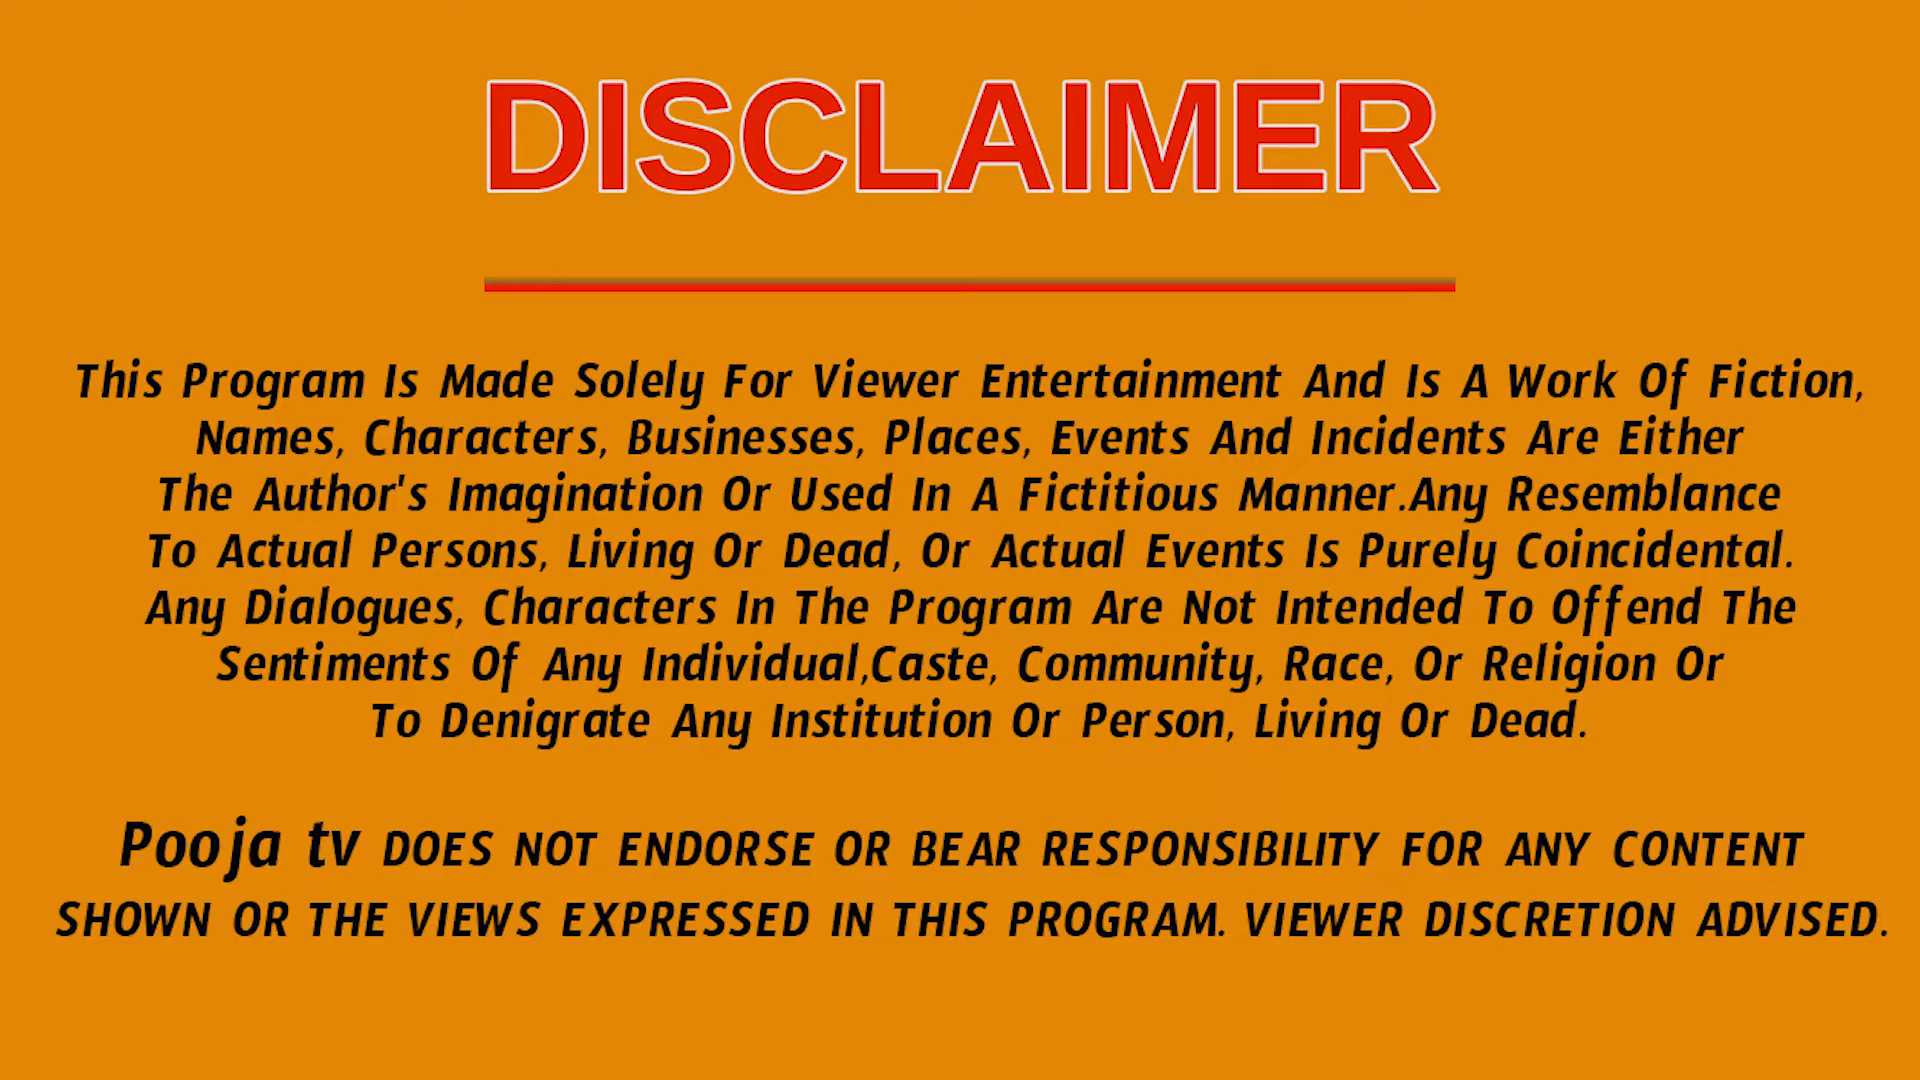 DISCLAIMER
This Program Is Made Solely For Viewer Entertainment And Is A Work Of Fiction,
Names, Characters, Businesses, Places, Events And Incidents Are Either
The Author's Imagination Or Used In A Fictitious Manner.Any Resemblance
To Actual Persons, Living Or Dead, Or Actual Events Is Purely Coincidental.
Any Dialogues, Characters In The Program Are Not Intended To Offend The
Sentiments Of Any Individual,Caste, Community, Race, Or Religion Or
To Denigrate Any Institution Or Person, Living Or Dead.
Pooja tv DOES NOT ENDORSE OR BEAR RESPONSIBILITY FOR ANY CONTENT
SHOWN OR THE VIEWS EXPRESSED IN THIS PROGRAM. VIEWER DISCRETION ADVISED.